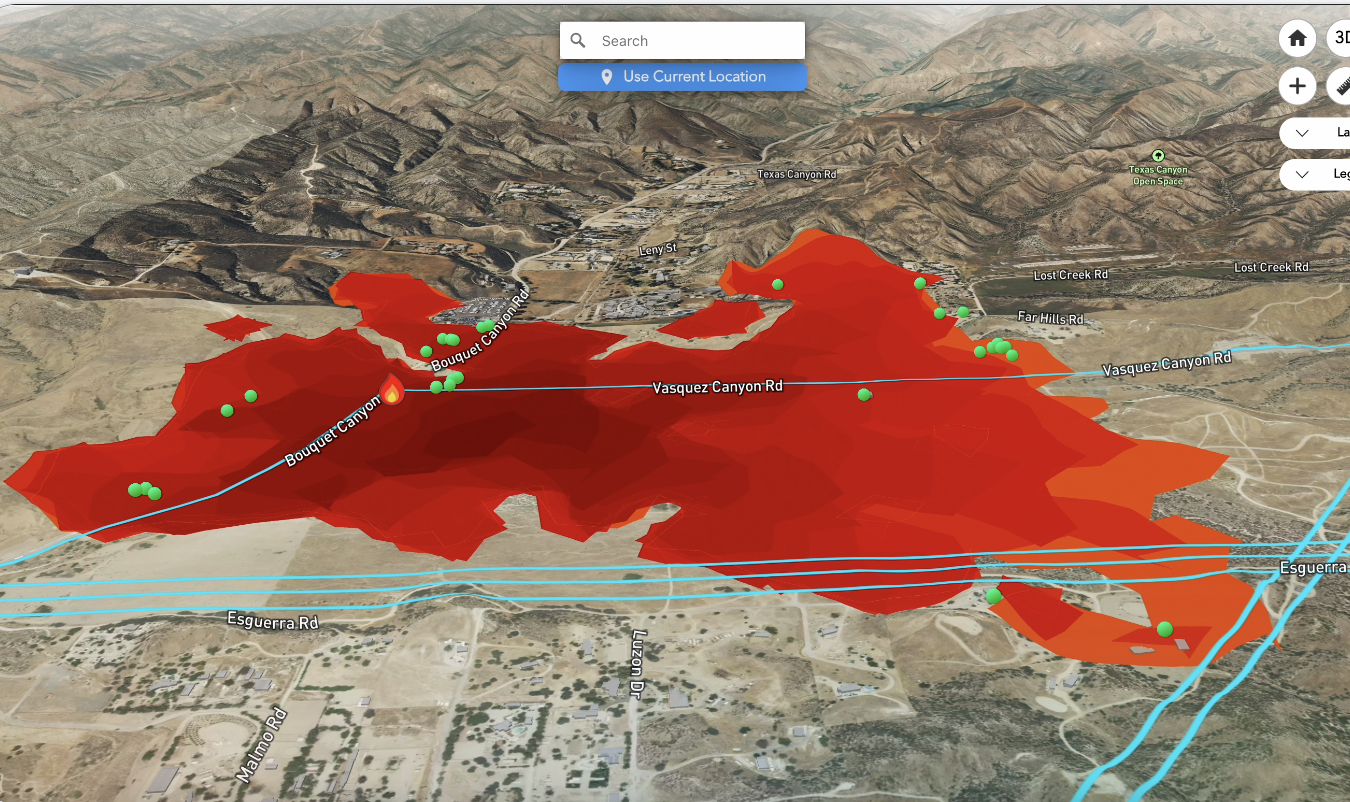 Search
Use Current Location
3D
La
Leg
Texas Canyon Rd
Texas Canyon
Open Space
Leny St
Lost Creek Rd
Lost Creek Rd
Far Hills Rd
Bouquet Canyon Rd
Vasquez Canyon Rd
Vasquez Canyon Rd
Bouquet Canyon
Esguerra
Esguerra Rd
Luzon Dr
Malmo Rd